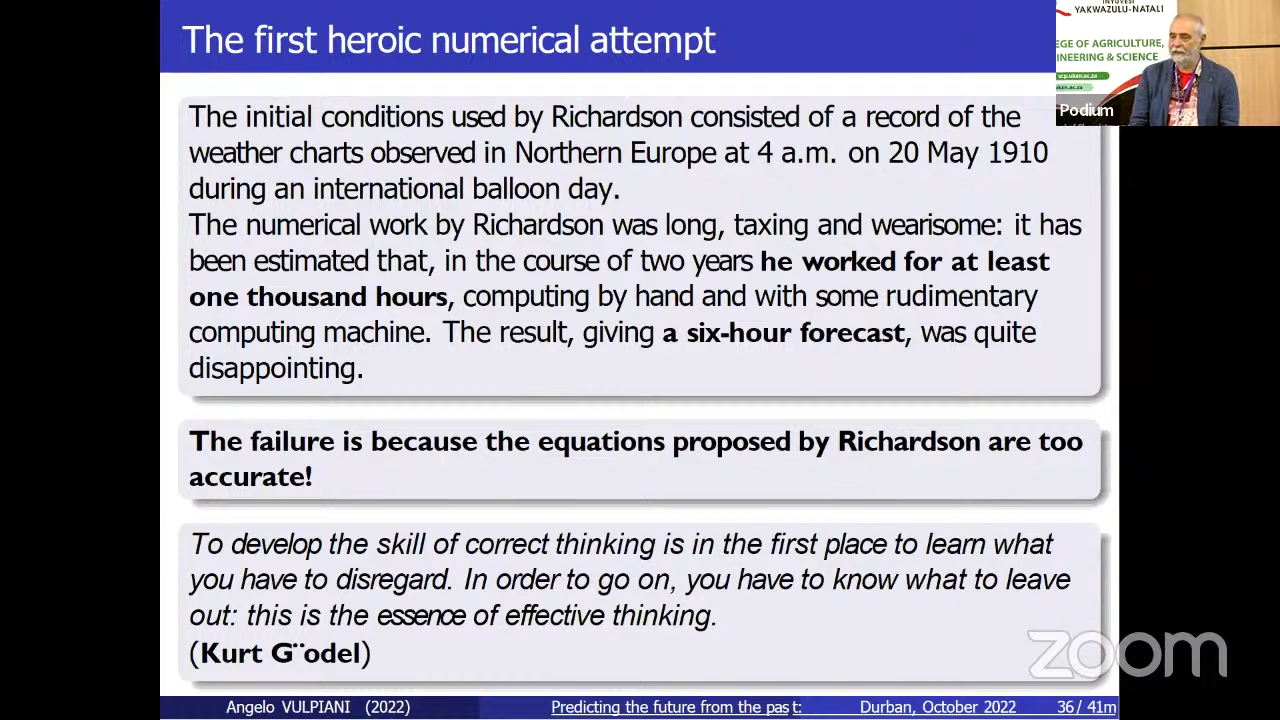 The first heroic numerical attempt
INYUVESI
YAKWAZULU-NATALI
EGE OF AGRICULTURE,
INEERING & SCIENCE
scp.ukzn.ac.za
Podium
The initial conditions used by Richardson consisted of a record of the
weather charts observed in Northern Europe at 4 a.m. on 20 May 1910
during an international balloon day.
The numerical work by Richardson was long, taxing and wearisome: it has
been estimated that, in the course of two years he worked for at least
one thousand hours, computing by hand and with some rudimentary
computing machine. The result, giving a six-hour forecast, was quite
disappointing.
The failure is because the equations proposed by Richardson are too
accurate!
To develop the skill of correct thinking is in the first place to learn what
you have to disregard. In order to go on, you have to know what to leave
out: this is the essence of effective thinking.
(Kurt G¨odel)
zoom
Angelo VULPIANI (2022) Predicting the future from the past: Durban, October 2022 36 / 41m